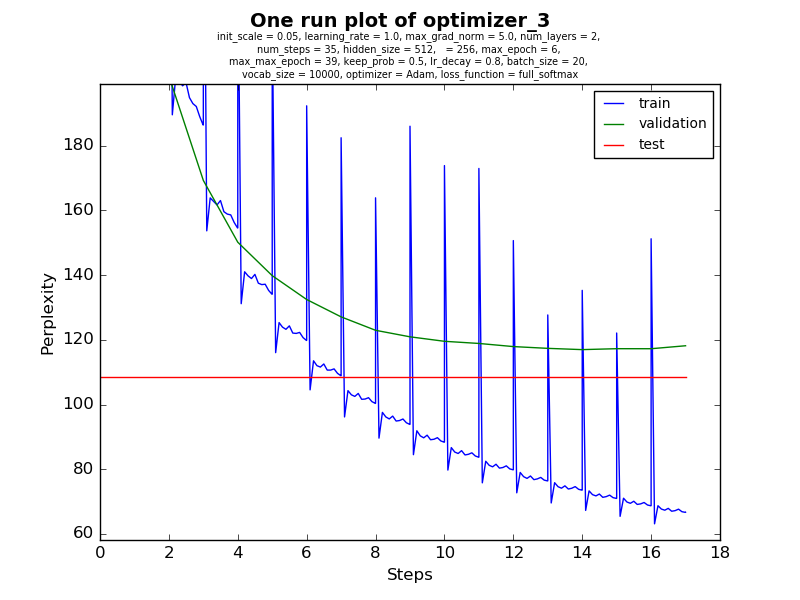 One run plot of optimizer_3
init_scale = 0.05, learning_rate = 1.0, max_grad_norm = 5.0, num_layers = 2,
num_steps = 35, hidden_size = 512,   = 256, max_epoch = 6,
max_max_epoch = 39, keep_prob = 0.5, lr_decay = 0.8, batch_size = 20,
vocab_size = 10000, optimizer = Adam, loss_function = full_softmax
train
validation
test
180
160
140
120
100
80
60
Perplexity
0 2 4 6 8 10 12 14 16 18
Steps